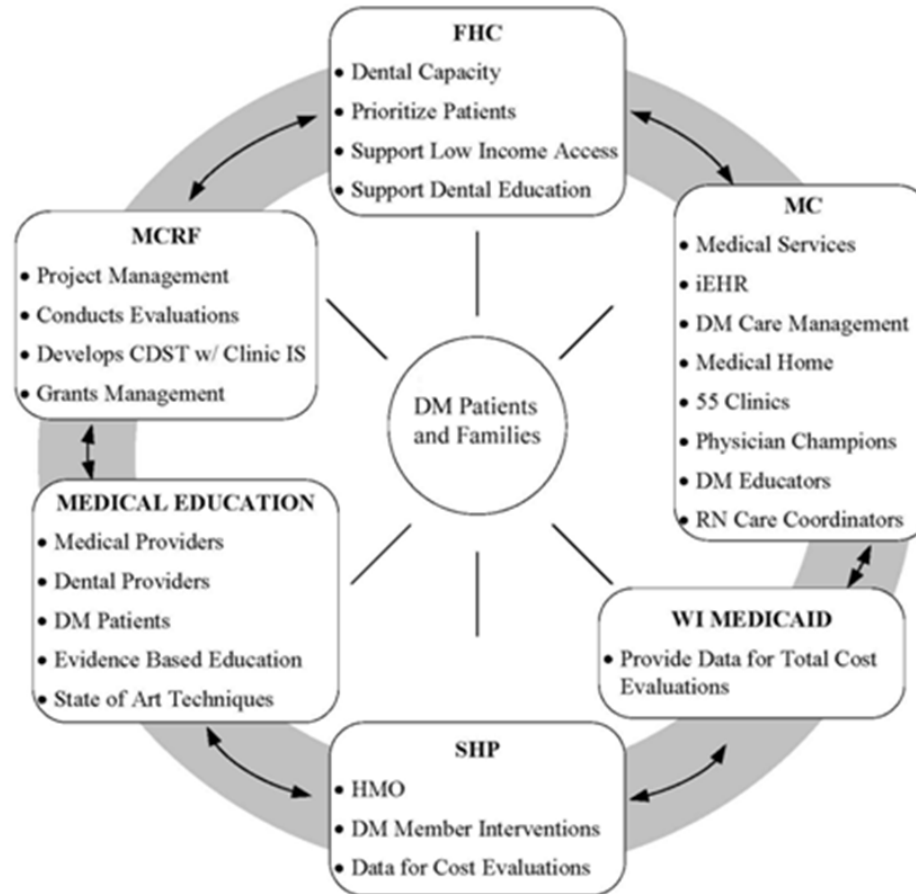 FHC
• Dental Capacity
• Prioritize Patients
• Support Low Income Access
• Support Dental Education
MC
• Medical Services
• iEHR
• DM Care Management
• Medical Home
• 55 Clinics
• Physician Champions
• DM Educators
• RN Care Coordinators
WI MEDICAID
• Provide Data for Total Cost
Evaluations
SHP
• HMO
• DM Member Interventions
• Data for Cost Evaluations
MEDICAL EDUCATION
• Medical Providers
• Dental Providers
• DM Patients
• Evidence Based Education
• State of Art Techniques
MCRF
• Project Management
• Conducts Evaluations
• Develops CDST w/ Clinic IS
• Grants Management
DM Patients
and Families